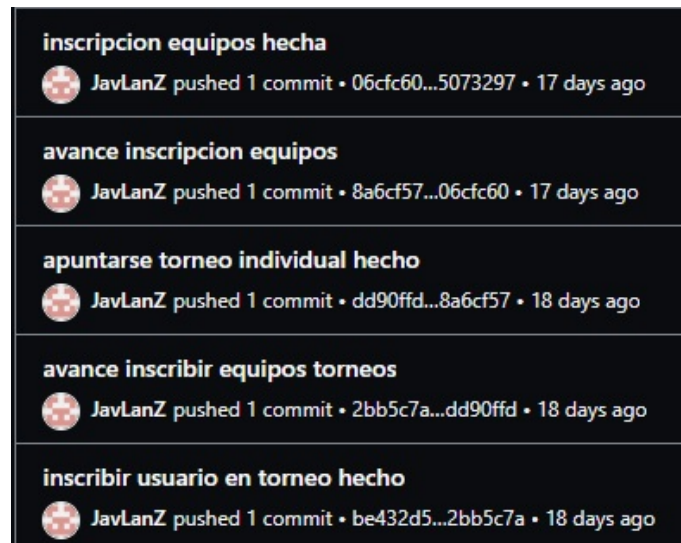 inscripcion equipos hecha
JavLanZ pushed 1 commit • 06cfc60...5073297 • 17 days ago
avance inscripcion equipos
JavLanZ pushed 1 commit • 8a6cf57...06cfc60 • 17 days ago
apuntarse torneo individual hecho
JavLanZ pushed 1 commit • dd90ffd...8a6cf57 • 18 days ago
avance inscribir equipos torneos
JavLanZ pushed 1 commit • 2bb5c7a...dd90ffd • 18 days ago
inscribir usuario en torneo hecho
JavLanZ pushed 1 commit • be432d5...2bb5c7a • 18 days ago